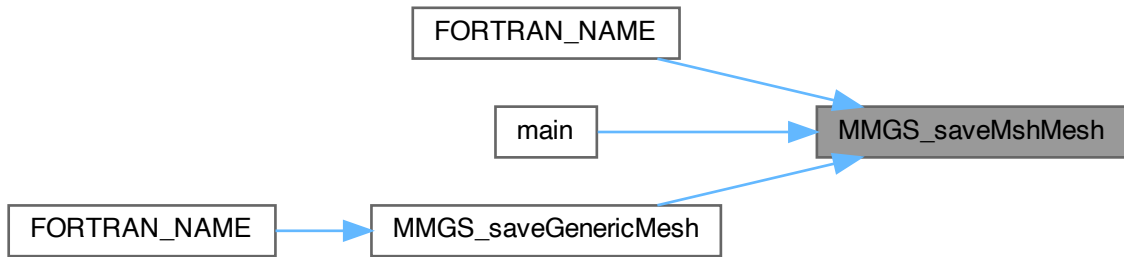 FORTRAN_NAME
main
MMGS_saveMshMesh
FORTRAN_NAME
MMGS_saveGenericMesh